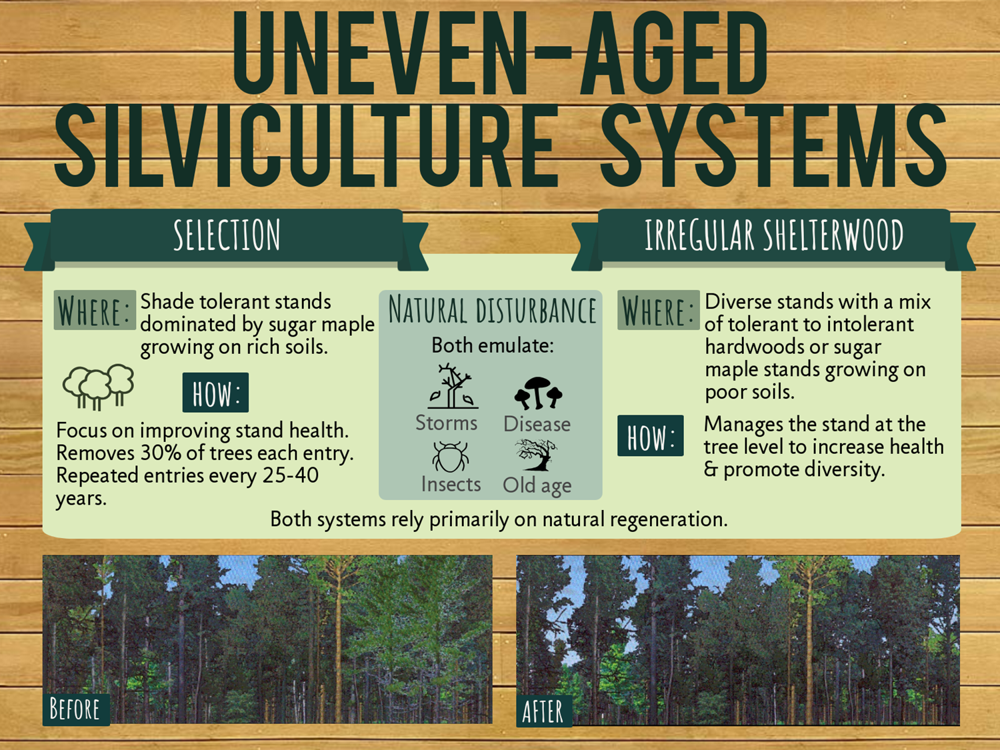 UNEVEN-AGED
SILVICULTURE SYSTEMS
SELECTION
WHERE:
Shade tolerant stands
dominated by sugar maple
growing on rich soils.
HOW:
Focus on improving stand health.
Removes 30% of trees each entry.
Repeated entries every 25-40
years.
NATURAL DISTURBANCE
Both emulate:
Storms
Disease
Insects
Old age
IRREGULAR SHELTERWOOD
WHERE:
Diverse stands with a mix
of tolerant to intolerant
hardwoods or sugar
maple stands growing on
poor soils.
HOW:
Manages the stand at the
tree level to increase health
& promote diversity.
Both systems rely primarily on natural regeneration.
BEFORE
AFTER